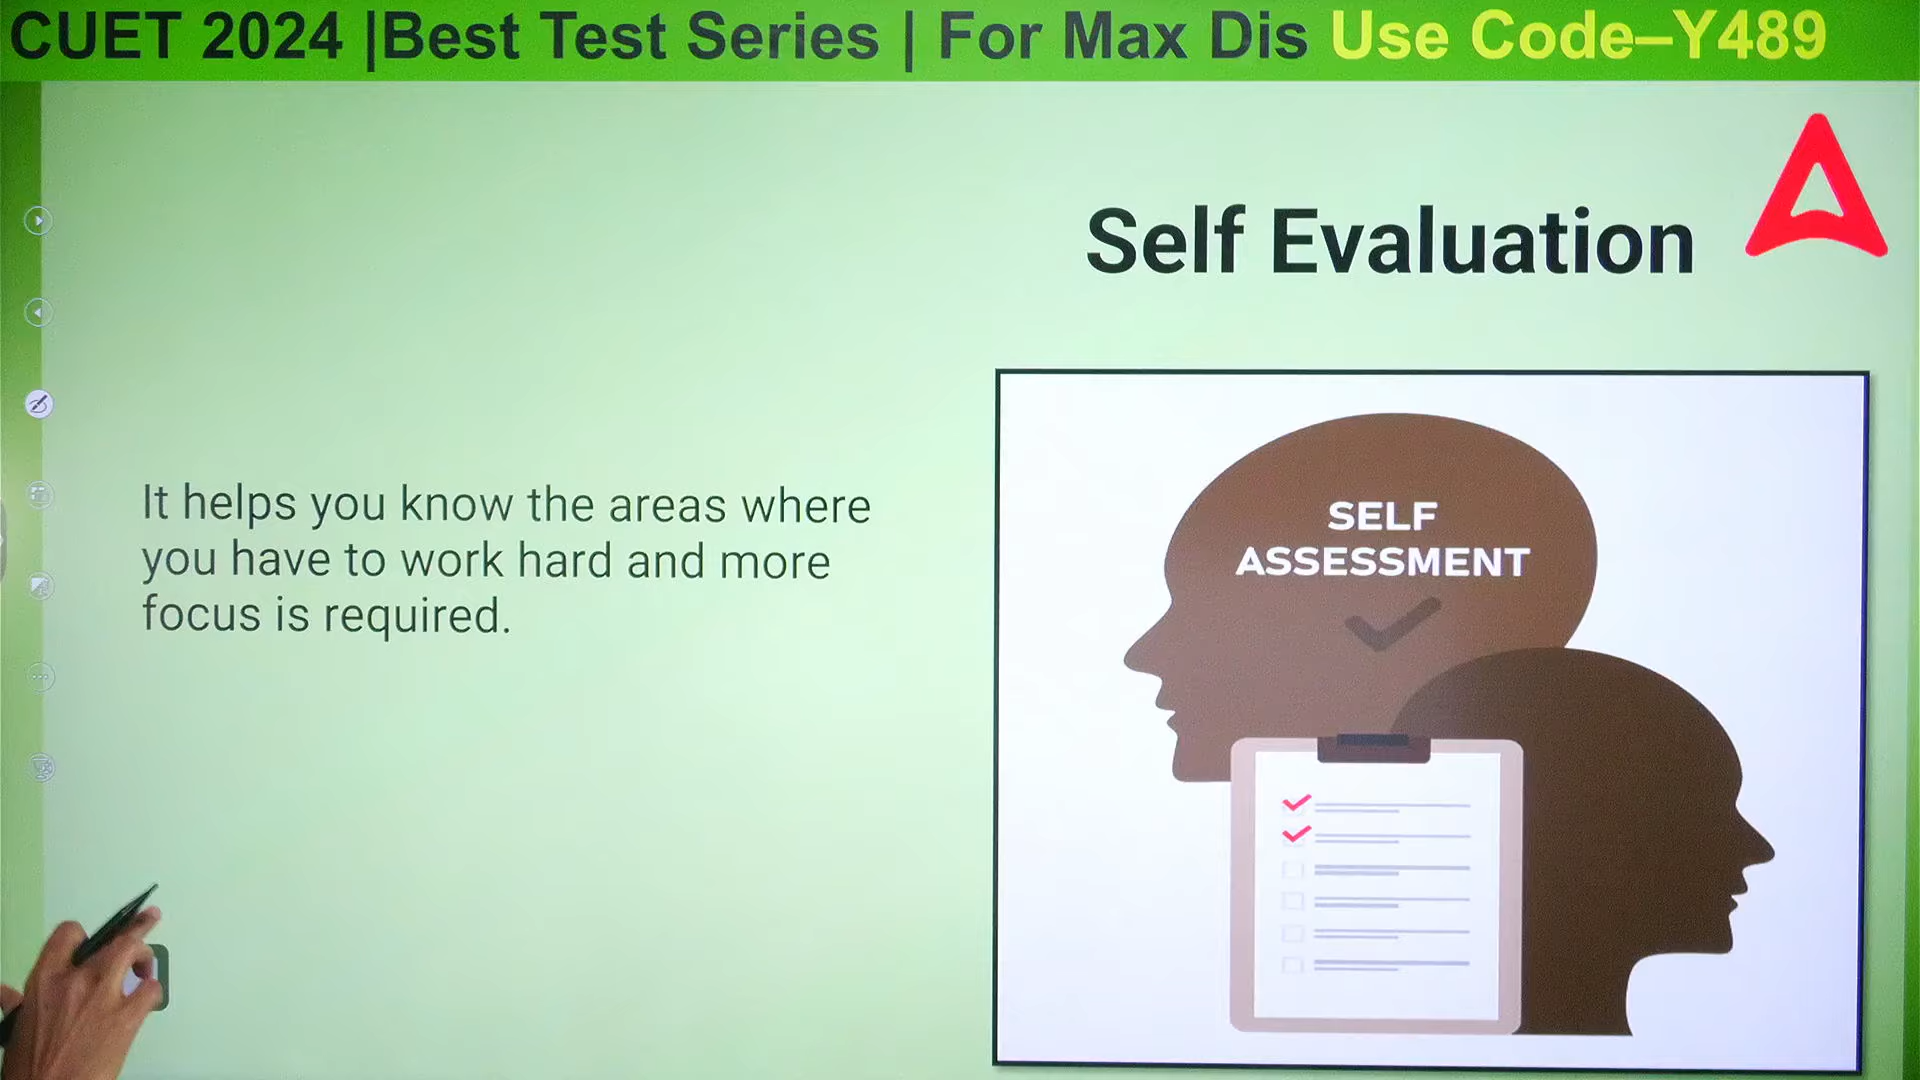 CUET 2024 |Best Test Series | For Max Dis Use Code–Y489
Self Evaluation
It helps you know the areas where
you have to work hard and more
focus is required.
SELF
ASSESSMENT